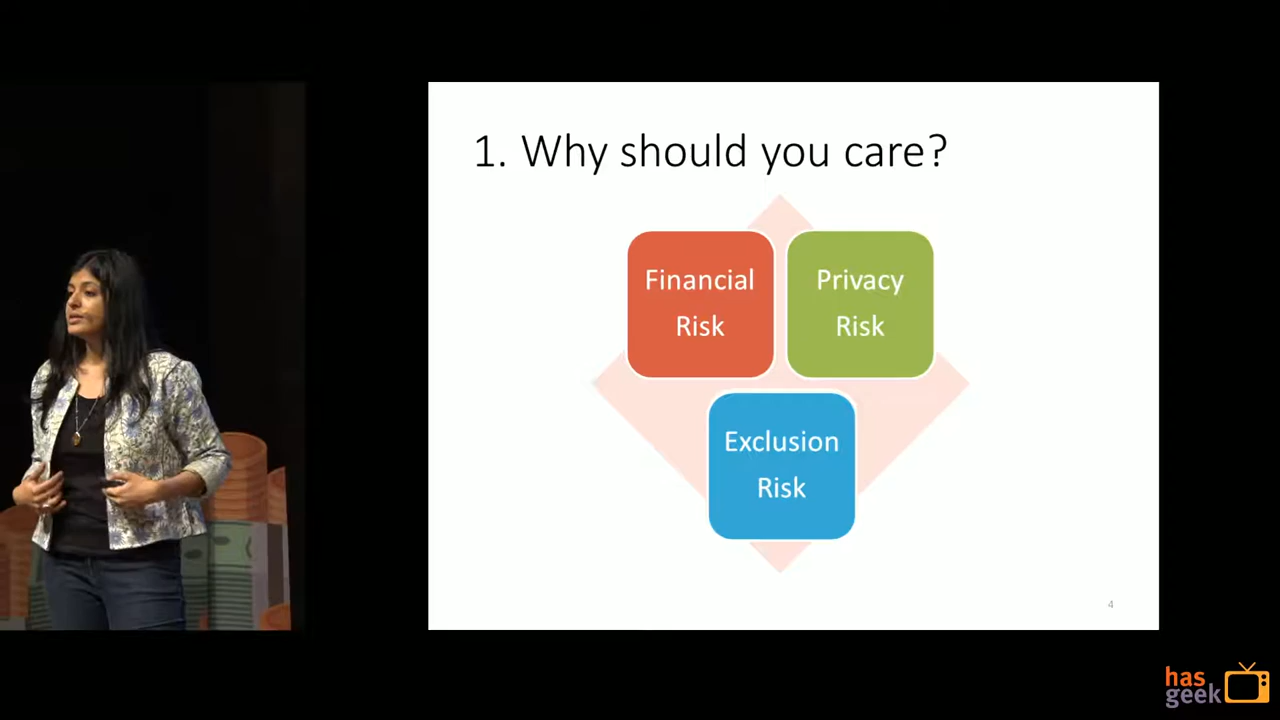 1. Why should you care?
Financial
Risk
Privacy
Risk
Exclusion
Risk
4
has
geek